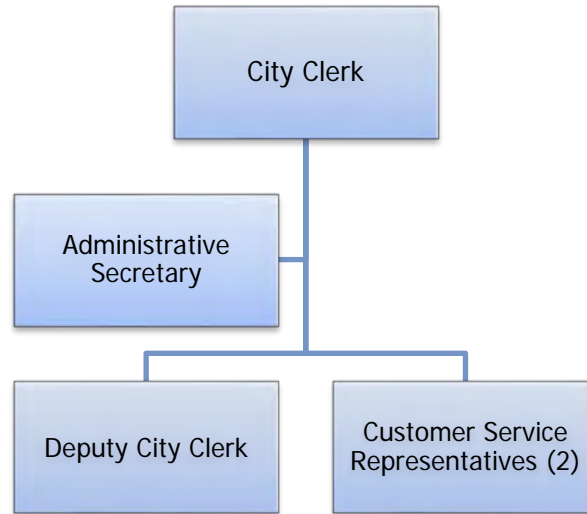 City Clerk
Administrative
Secretary
Deputy City Clerk
Customer Service
Representatives (2)